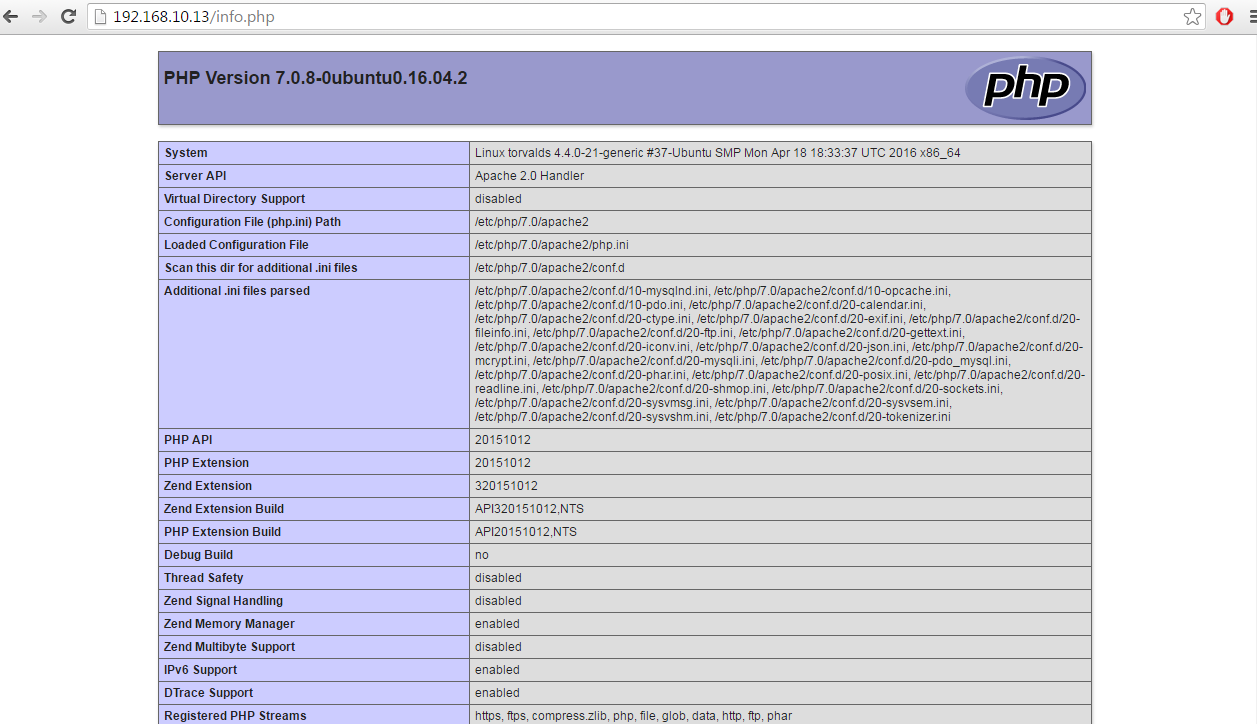 192.168.10.13/info.php
PHP Version 7.0.8-0ubuntu0.16.04.2
php
System Linux torvalds 4.4.0-21-generic #37-Ubuntu SMP Mon Apr 18 18:33:37 UTC 2016 x86_64
Server API Apache 2.0 Handler
Virtual Directory Support disabled
Configuration File (php.ini) Path /etc/php/7.0/apache2
Loaded Configuration File /etc/php/7.0/apache2/php.ini
Scan this dir for additional .ini files /etc/php/7.0/apache2/conf.d
Additional .ini files parsed /etc/php/7.0/apache2/conf.d/10-mysqlnd.ini, /etc/php/7.0/apache2/conf.d/10-opcache.ini,
/etc/php/7.0/apache2/conf.d/10-pdo.ini, /etc/php/7.0/apache2/conf.d/20-calendar.ini,
/etc/php/7.0/apache2/conf.d/20-ctype.ini, /etc/php/7.0/apache2/conf.d/20-exif.ini, /etc/php/7.0/apache2/conf.d/20-
fileinfo.ini, /etc/php/7.0/apache2/conf.d/20-ftp.ini, /etc/php/7.0/apache2/conf.d/20-gettext.ini,
/etc/php/7.0/apache2/conf.d/20-iconv.ini, /etc/php/7.0/apache2/conf.d/20-json.ini, /etc/php/7.0/apache2/conf.d/20-
mcrypt.ini, /etc/php/7.0/apache2/conf.d/20-mysqli.ini, /etc/php/7.0/apache2/conf.d/20-pdo_mysql.ini,
/etc/php/7.0/apache2/conf.d/20-phar.ini, /etc/php/7.0/apache2/conf.d/20-posix.ini, /etc/php/7.0/apache2/conf.d/20-
readline.ini, /etc/php/7.0/apache2/conf.d/20-shmop.ini, /etc/php/7.0/apache2/conf.d/20-sockets.ini,
/etc/php/7.0/apache2/conf.d/20-sysvmsg.ini, /etc/php/7.0/apache2/conf.d/20-sysvsem.ini,
/etc/php/7.0/apache2/conf.d/20-sysvshm.ini, /etc/php/7.0/apache2/conf.d/20-tokenizer.ini
PHP API 20151012
PHP Extension 20151012
Zend Extension 320151012
Zend Extension Build API320151012,NTS
PHP Extension Build API20151012,NTS
Debug Build no
Thread Safety disabled
Zend Signal Handling disabled
Zend Memory Manager enabled
Zend Multibyte Support disabled
IPv6 Support enabled
DTrace Support enabled
Registered PHP Streams https, ftps, compress.zlib, php, file, glob, data, http, ftp, phar